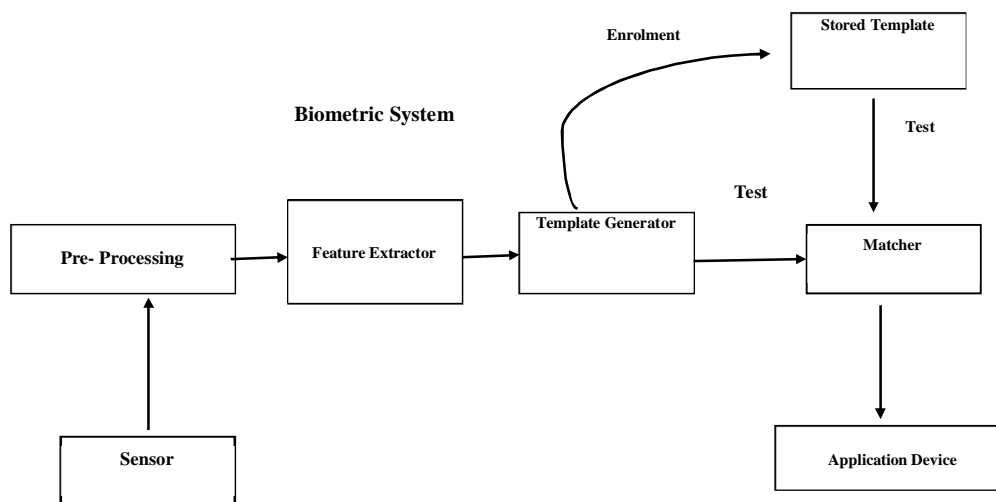 Stored Template
Enrolment
Biometric System
Test
Test
Template Generator
Pre- Processing
Feature Extractor
Matcher
Sensor
Application Device